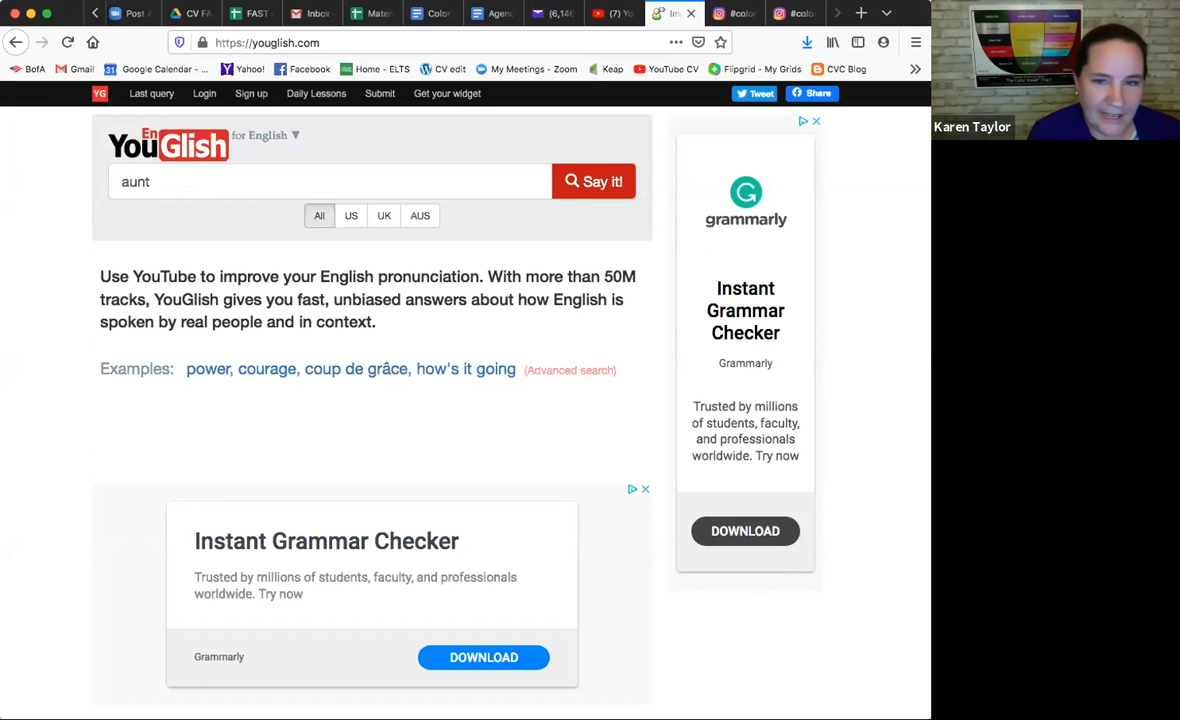 Post A
CV FA
FAST
Inbox
Mater
Color
Agen
(6,14
(7) Yo
Im
#colo
#colo
https://youglish.com
BofA
Gmail
Google Calendar - ...
Yahoo!
Facebook
Home - ELTS
CV edit
My Meetings - Zoom
Keap
YouTube CV
Flipgrid - My Grids
CVC Blog
YG
Last query
Login
Sign up
Daily Lessons
Submit
Get your widget
Tweet
Share
Karen Taylor
YouGlish
En
for English ▼
aunt
Say it!
All
US
UK
AUS
Use YouTube to improve your English pronunciation. With more than 50M
tracks, YouGlish gives you fast, unbiased answers about how English is
spoken by real people and in context.
Examples: power, courage, coup de grâce, how's it going (Advanced search)
grammarly
Instant
Grammar
Checker
Grammarly
Trusted by millions
of students, faculty,
and professionals
worldwide. Try now
DOWNLOAD
Instant Grammar Checker
Trusted by millions of students, faculty, and professionals
worldwide. Try now
Grammarly
DOWNLOAD